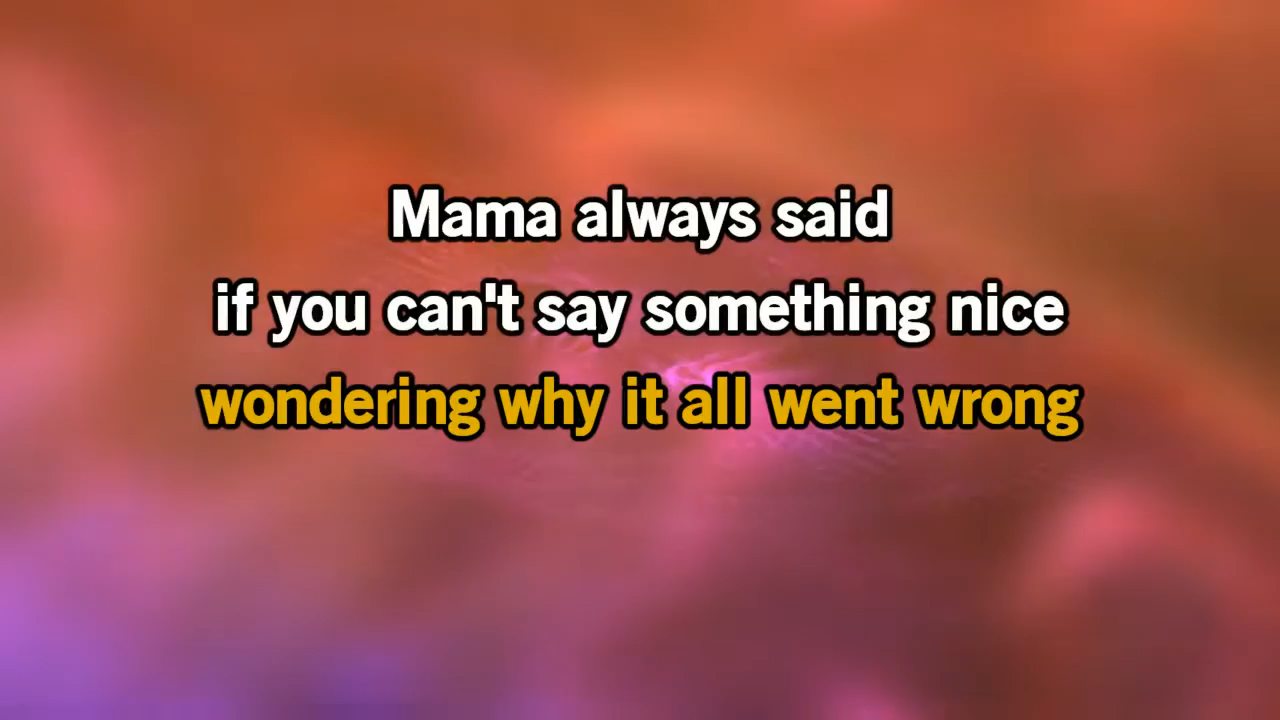 Mama always said
if you can't say something nice
wondering why it all went wrong